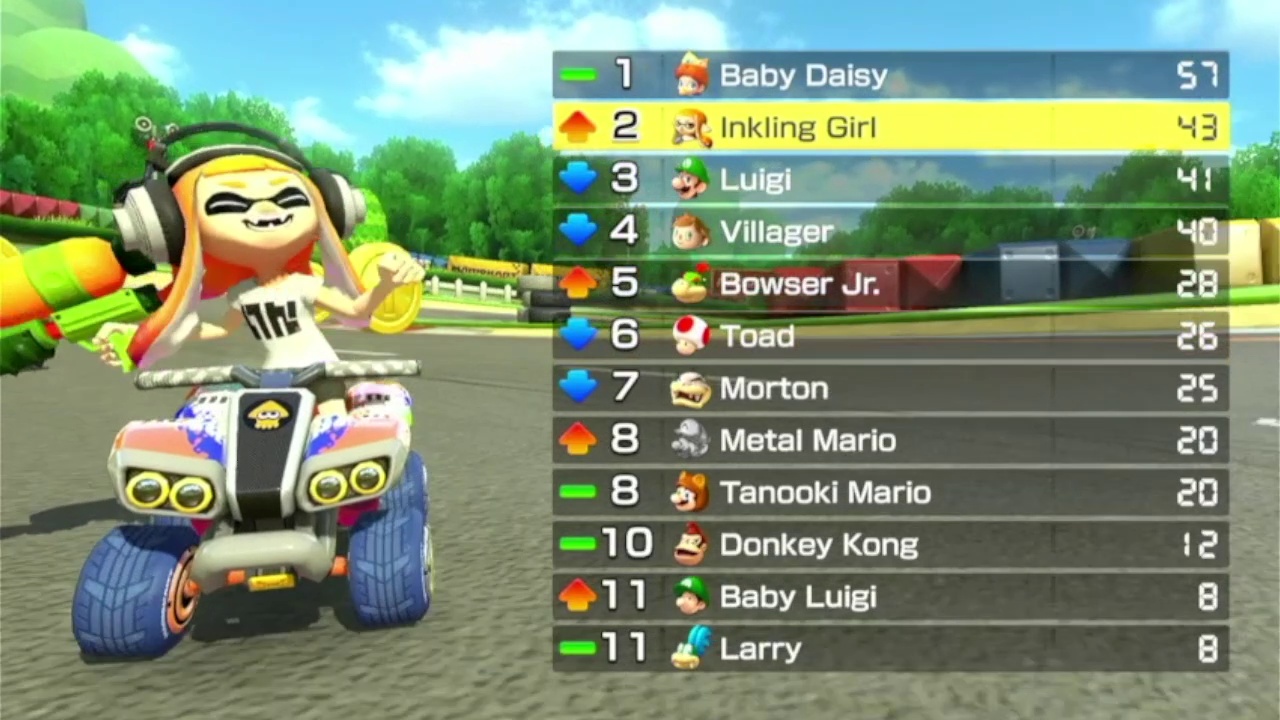 1 Baby Daisy 57
2 Inkling Girl 43
3 Luigi 41
4 Villager 40
5 Bowser Jr. 28
6 Toad 26
7 Morton 25
8 Metal Mario 20
8 Tanooki Mario 20
10 Donkey Kong 12
11 Baby Luigi 8
11 Larry 8